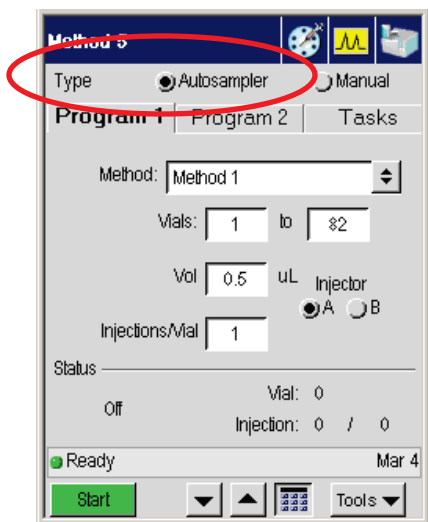 Method 5
Type Autosampler Manual
Program 1 Program 2 Tasks
Method: Method 1
Vials: 1 to 82
Vol 0.5 uL Injector
A B
Injections/Vial 1
Status
Off Vial: 0
Injection: 0 / 0
Ready Mar 4
Start Tools